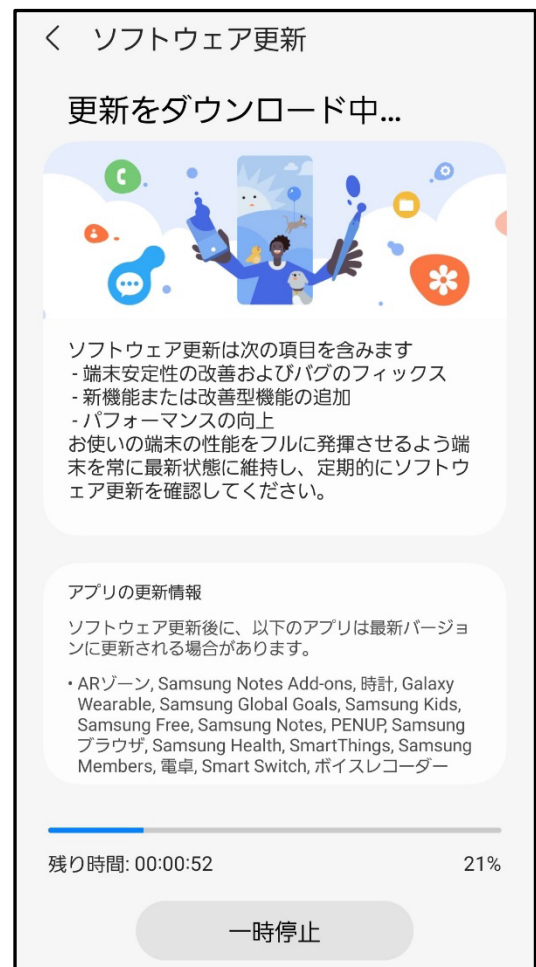 ソフトウェア更新
更新をダウンロード中...
ソフトウェア更新は次の項目を含みます
- 端末安定性の改善およびバグのフィックス
- 新機能または改善型機能の追加
- パフォーマンスの向上
お使いの端末の性能をフルに発揮させるよう端
末を常に最新状態に維持し、定期的にソフトウ
ェア更新を確認してください。
アプリの更新情報
ソフトウェア更新後に、以下のアプリは最新バージョ
ンに更新される場合があります。
• ARゾーン, Samsung Notes Add-ons, 時計, Galaxy
Wearable, Samsung Global Goals, Samsung Kids,
Samsung Free, Samsung Notes, PENUP, Samsung
ブラウザ, Samsung Health, SmartThings, Samsung
Members, 電卓, Smart Switch, ボイスレコーダー
残り時間: 00:00:52 21%
一時停止